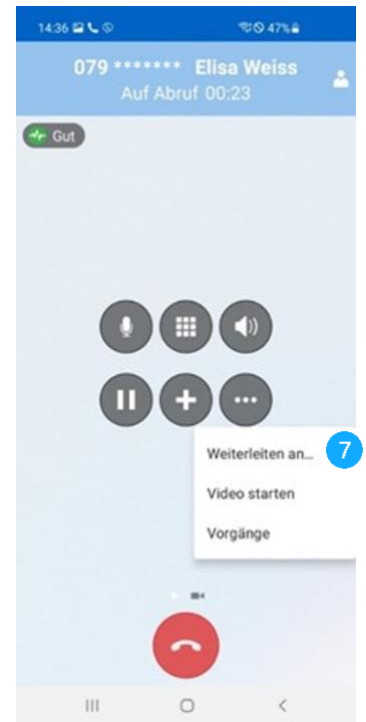 14:36 47%
079 ******* Elisa Weiss
Auf Abruf 00:23
Gut
Weiterleiten an...
7
Video starten
Vorgänge